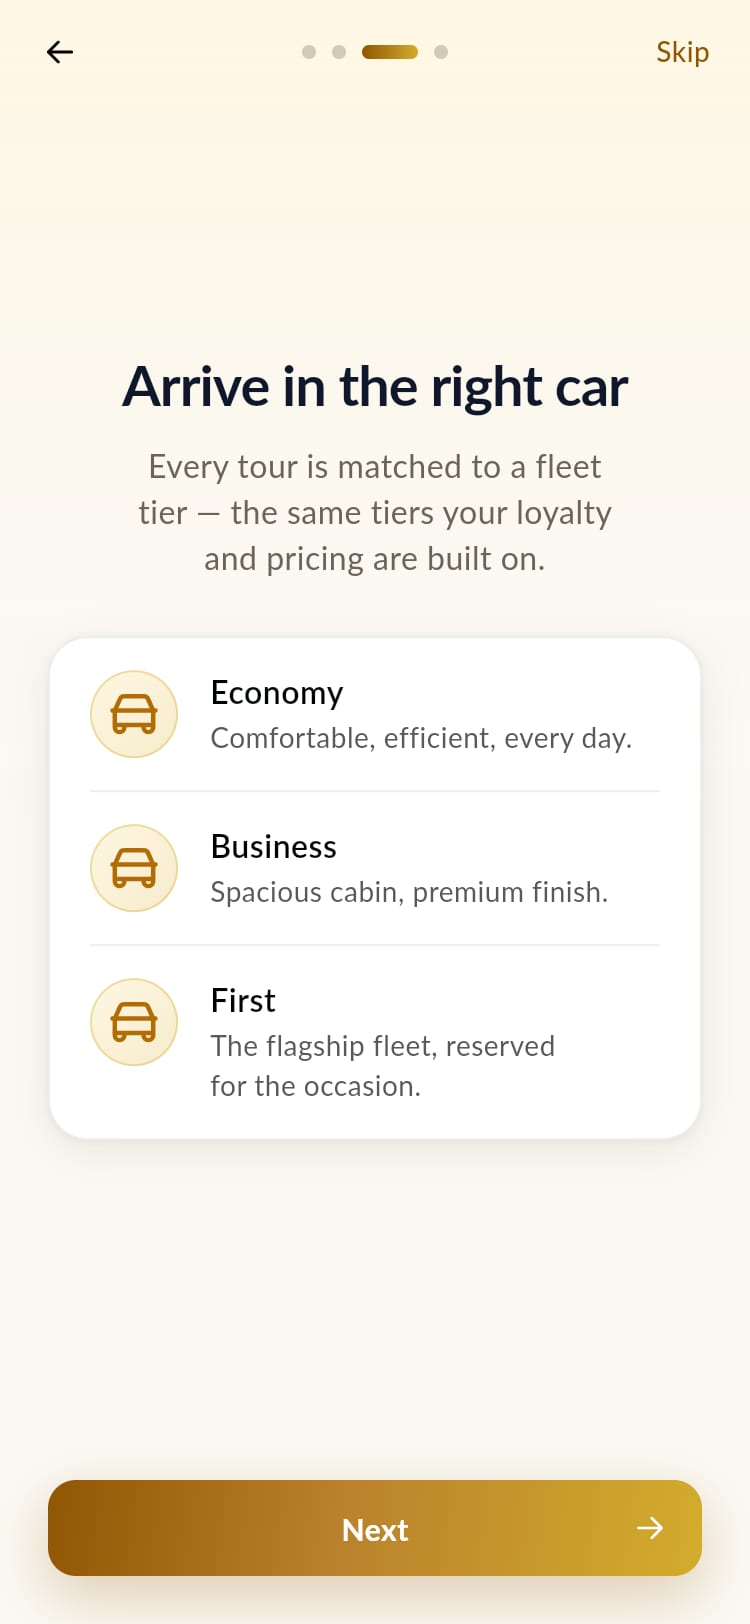 Skip
Arrive in the right car
Every tour is matched to a fleet
tier — the same tiers your loyalty
and pricing are built on.
Economy
Comfortable, efficient, every day.
Business
Spacious cabin, premium finish.
First
The flagship fleet, reserved
for the occasion.
Next